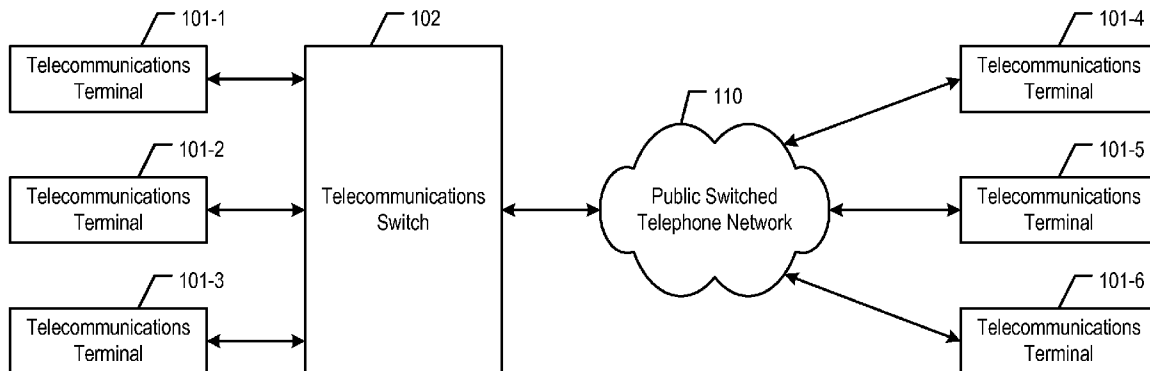 101-1
102
101-4
Telecommunications
Terminal
Telecommunications
Terminal
110
101-2
101-5
Telecommunications
Terminal
Telecommunications
Switch
Public Switched
Telephone Network
Telecommunications
Terminal
101-3
101-6
Telecommunications
Terminal
Telecommunications
Terminal